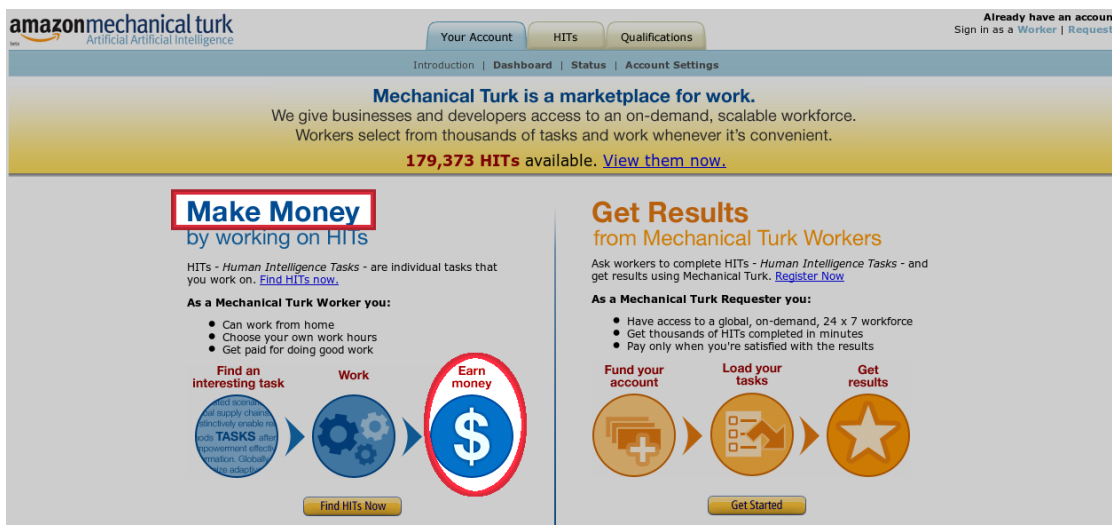 amazonmechanical turk
beta
Artificial Artificial Intelligence
Your Account
HITs
Qualifications
Already have an accoun
Sign in as a Worker | Request
Introduction | Dashboard | Status | Account Settings
Mechanical Turk is a marketplace for work.
We give businesses and developers access to an on-demand, scalable workforce.
Workers select from thousands of tasks and work whenever it's convenient.
179,373 HITs available. View them now.
Make Money
by working on HITs
HITs - Human Intelligence Tasks - are individual tasks that
you work on. Find HITs now.
As a Mechanical Turk Worker you:
• Can work from home
• Choose your own work hours
• Get paid for doing good work
Find an
interesting task
Work
Earn
money
supply chains
TASKS
$
Find HITs Now
Get Results
from Mechanical Turk Workers
Ask workers to complete HITs - Human Intelligence Tasks - and
get results using Mechanical Turk. Register Now
As a Mechanical Turk Requester you:
• Have access to a global, on-demand, 24 x 7 workforce
• Get thousands of HITs completed in minutes
• Pay only when you're satisfied with the results
Fund your
account
Load your
tasks
Get
results
Get Started